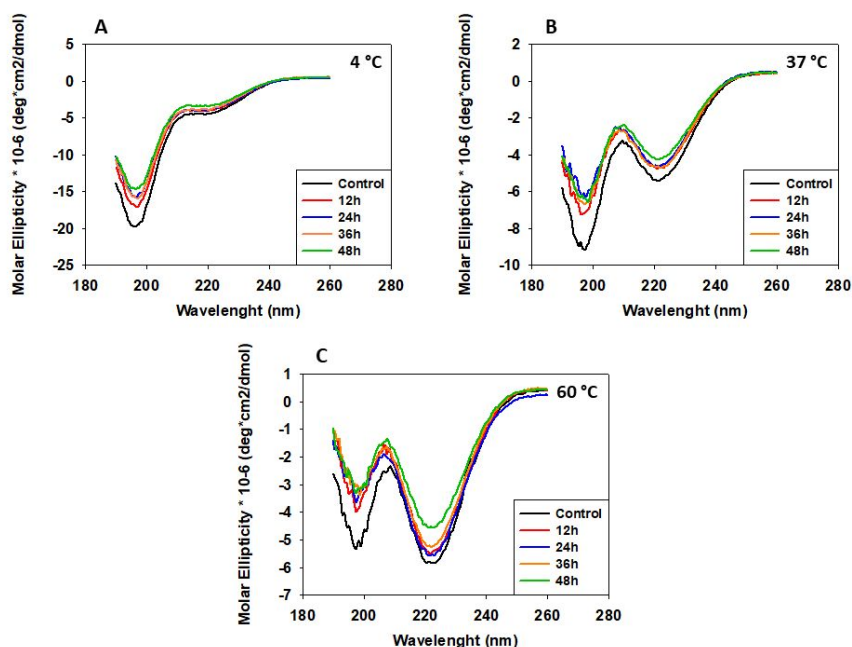 A
4 °C
Molar Ellipticity * 10-6 (deg*cm2/dmol)
5
0
-5
-10
-15
-20
-25
180
200
220
240
260
280
Wavelenght (nm)
Control
12h
24h
36h
48h
B
37 °C
Molar Ellipticity * 10-6 (deg*cm2/dmol)
2
0
-2
-4
-6
-8
-10
180
200
220
240
260
280
Wavelenght (nm)
Control
12h
24h
36h
48h
C
60 °C
Molar Ellipticity * 10-6 (deg*cm2/dmol)
1
0
-1
-2
-3
-4
-5
-6
-7
180
200
220
240
260
280
Wavelenght (nm)
Control
12h
24h
36h
48h